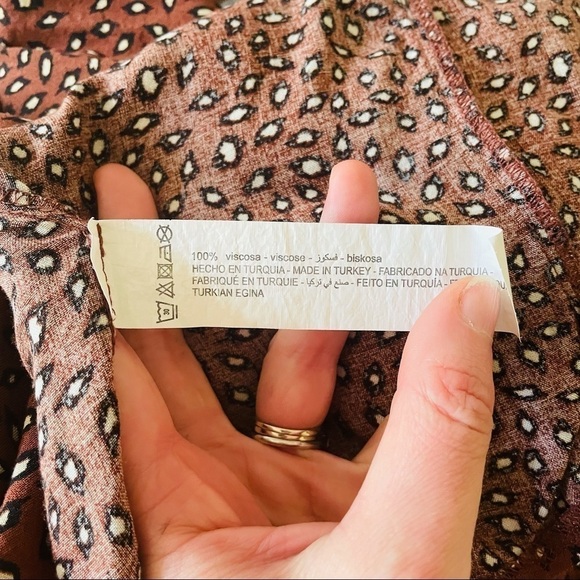 100% viscosa - viscose - فسكوز - biskosa
HECHO EN TURQUIA - MADE IN TURKEY - FABRICADO NA TURQUIA -
FABRIQUÉ EN TURQUIE - صنع في تركيا - FEITO EN TURQUÍA -
TURKIAN EGINA